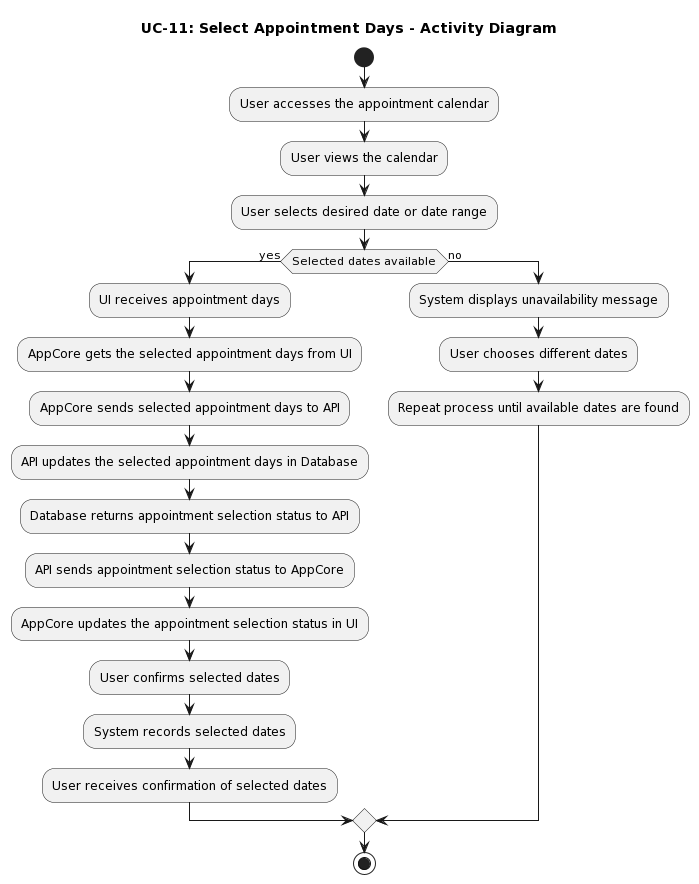 UC-11: Select Appointment Days - Activity Diagram
User accesses the appointment calendar
User views the calendar
User selects desired date or date range
yes
Selected dates available
no
UI receives appointment days
AppCore gets the selected appointment days from UI
AppCore sends selected appointment days to API
API updates the selected appointment days in Database
Database returns appointment selection status to API
API sends appointment selection status to AppCore
AppCore updates the appointment selection status in UI
User confirms selected dates
System records selected dates
User receives confirmation of selected dates
System displays unavailability message
User chooses different dates
Repeat process until available dates are found